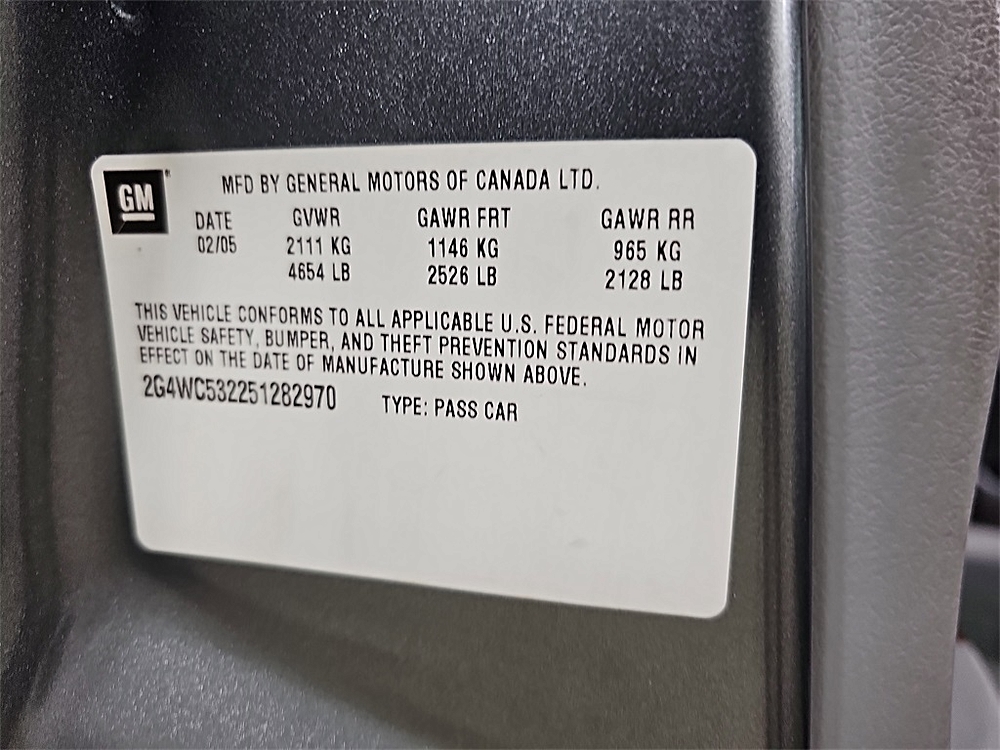 GM
MFD BY GENERAL MOTORS OF CANADA LTD.
DATE GVWR GAWR FRT GAWR RR
02/05 2111 KG 1146 KG 965 KG
4654 LB 2526 LB 2128 LB
THIS VEHICLE CONFORMS TO ALL APPLICABLE U.S. FEDERAL MOTOR
VEHICLE SAFETY, BUMPER, AND THEFT PREVENTION STANDARDS IN
EFFECT ON THE DATE OF MANUFACTURE SHOWN ABOVE.
2G4WC532251282970 TYPE: PASS CAR